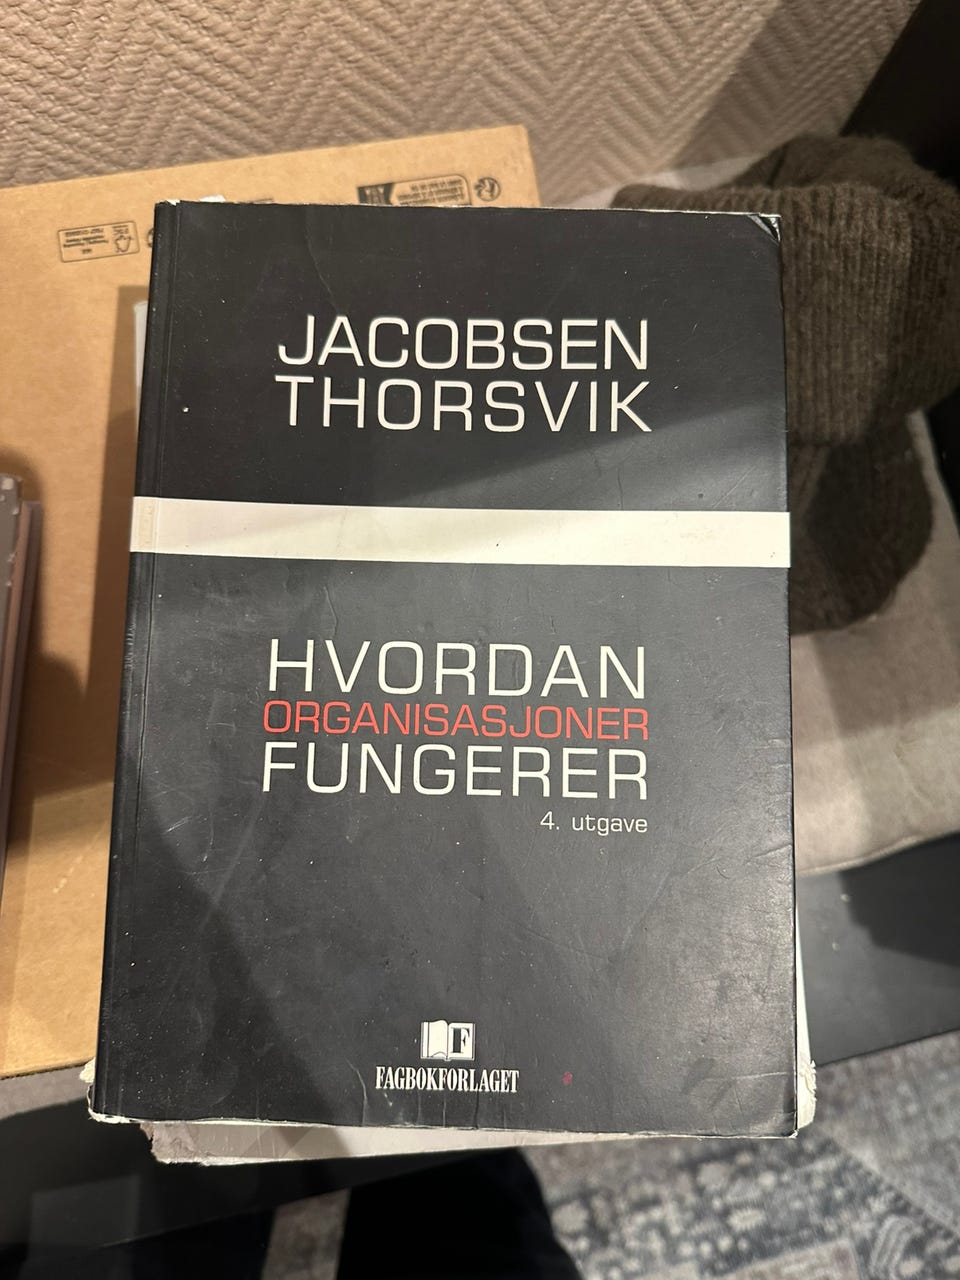 JACOBSEN
THORSVIK
HVORDAN
ORGANISASJONER
FUNGERER
4. utgave
F
FAGBOKFORLAGET